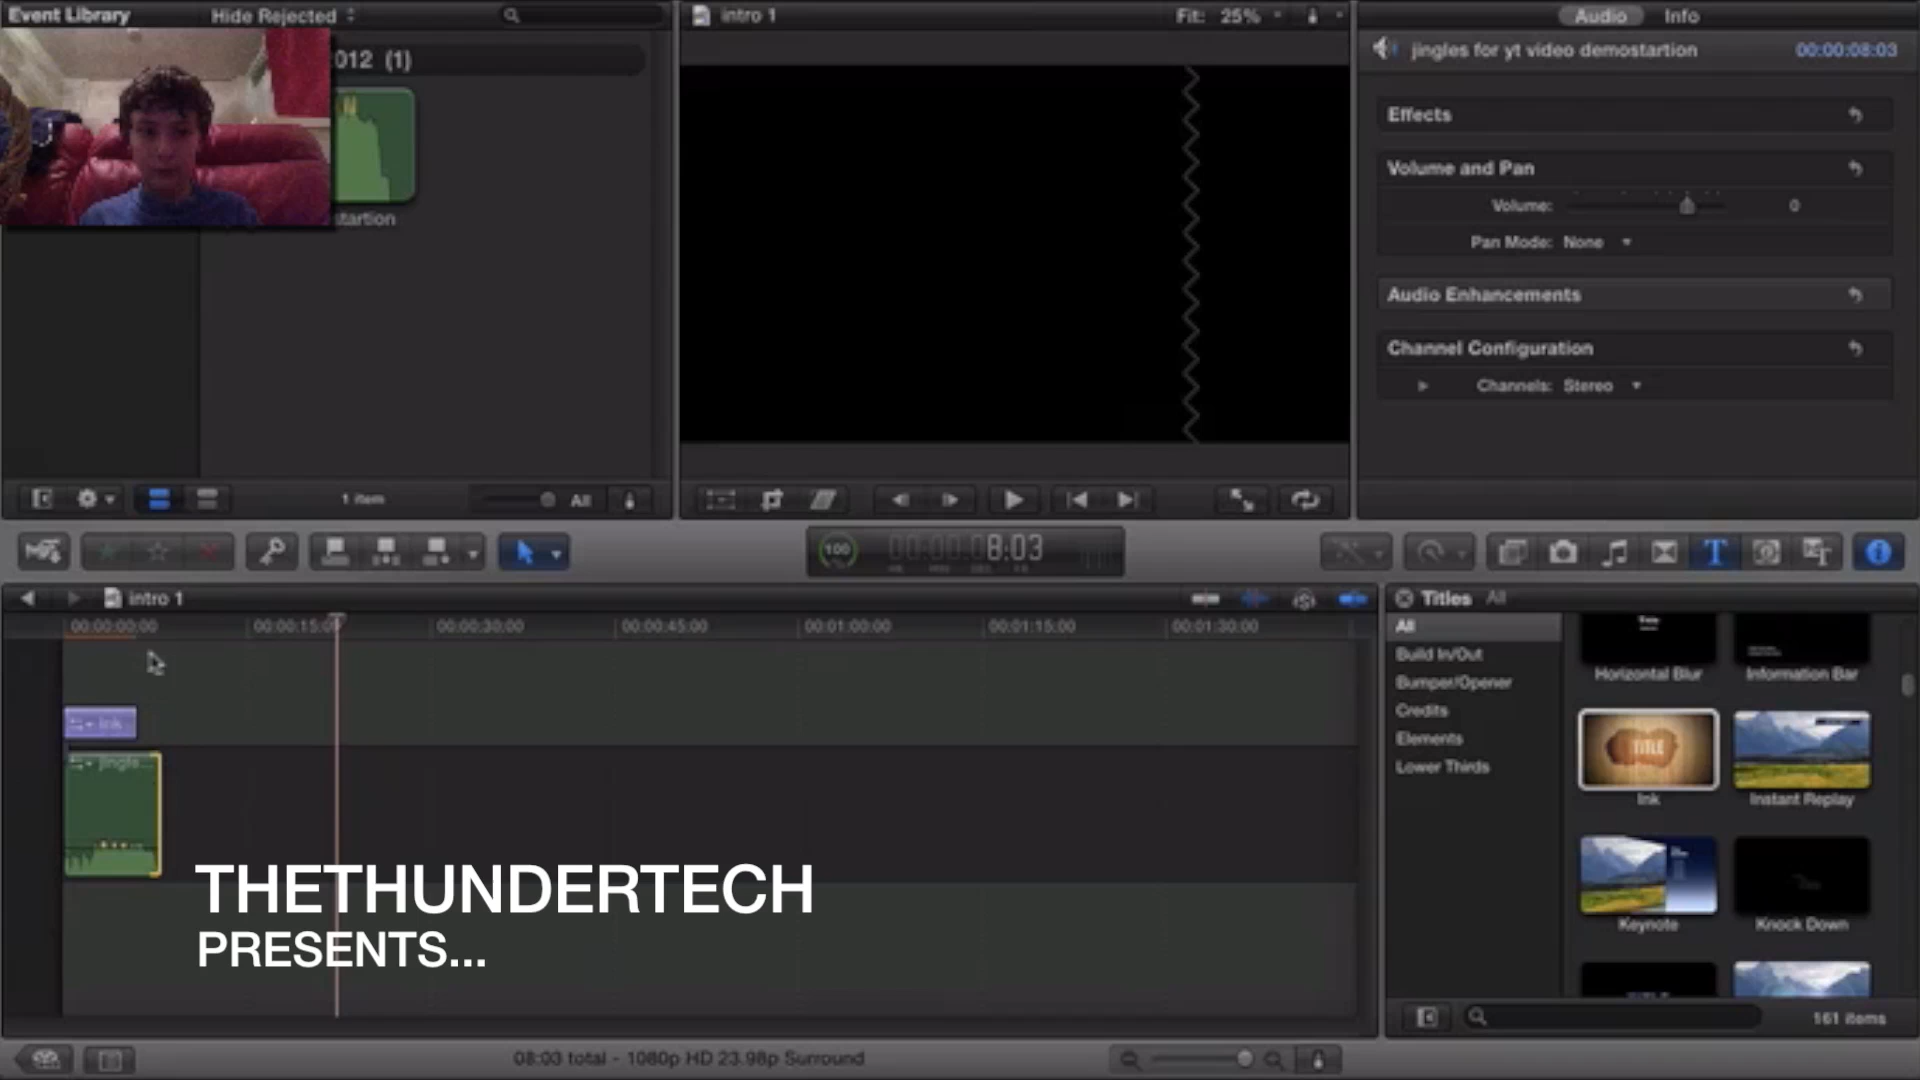 Event Library
Hide Rejected
012 (1)
startion
1 item
All
intro 1
Fit: 25%
Audio
Info
jingles for yt video demostartion
00:00:08:03
Effects
Volume and Pan
Volume:
0
Pan Mode: None
Audio Enhancements
Channel Configuration
Channels: Stereo
100
8:03
intro 1
00:00:00:00
00:00:15:00
00:00:30:00
00:00:45:00
00:01:00:00
00:01:15:00
00:01:30:00
Ink
jingle...
THETHUNDERTECH
PRESENTS...
Titles
All
All
Build In/Out
Bumper/Opener
Credits
Elements
Lower Thirds
Horizontal Blur
Information Bar
TITLE
Ink
Instant Replay
Keynote
Knock Down
161 items
08:03 total - 1080p HD 23.98p Surround